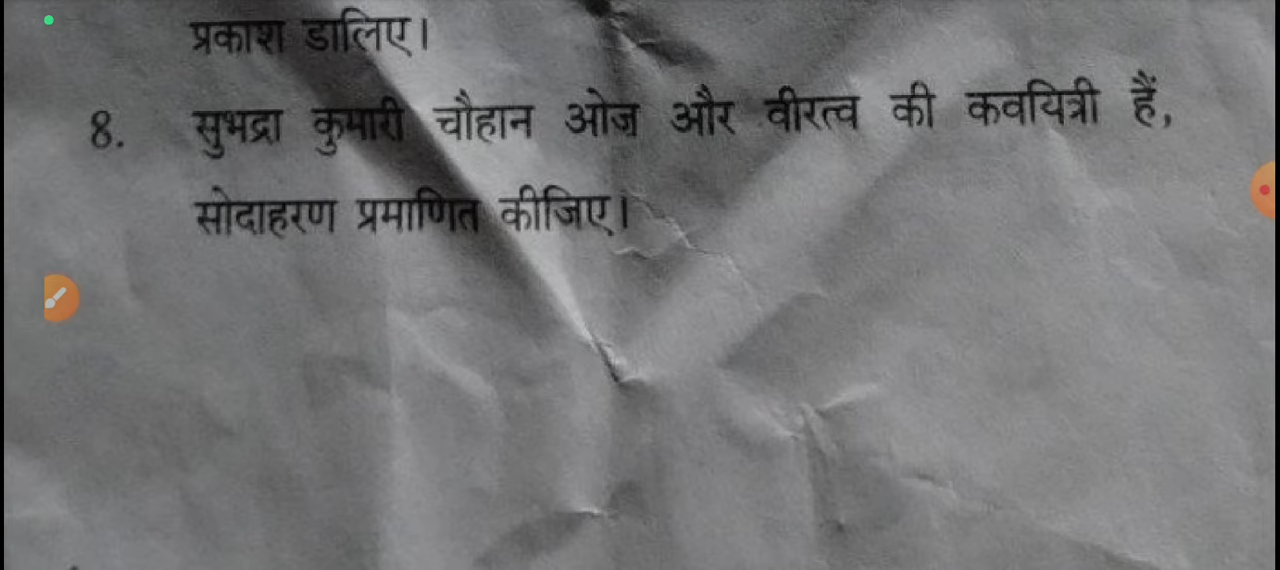 प्रकाश डालिए।
8. सुभद्रा कुमारी चौहान ओज और वीरत्व की कवयित्री हैं,
सोदाहरण प्रमाणित कीजिए।